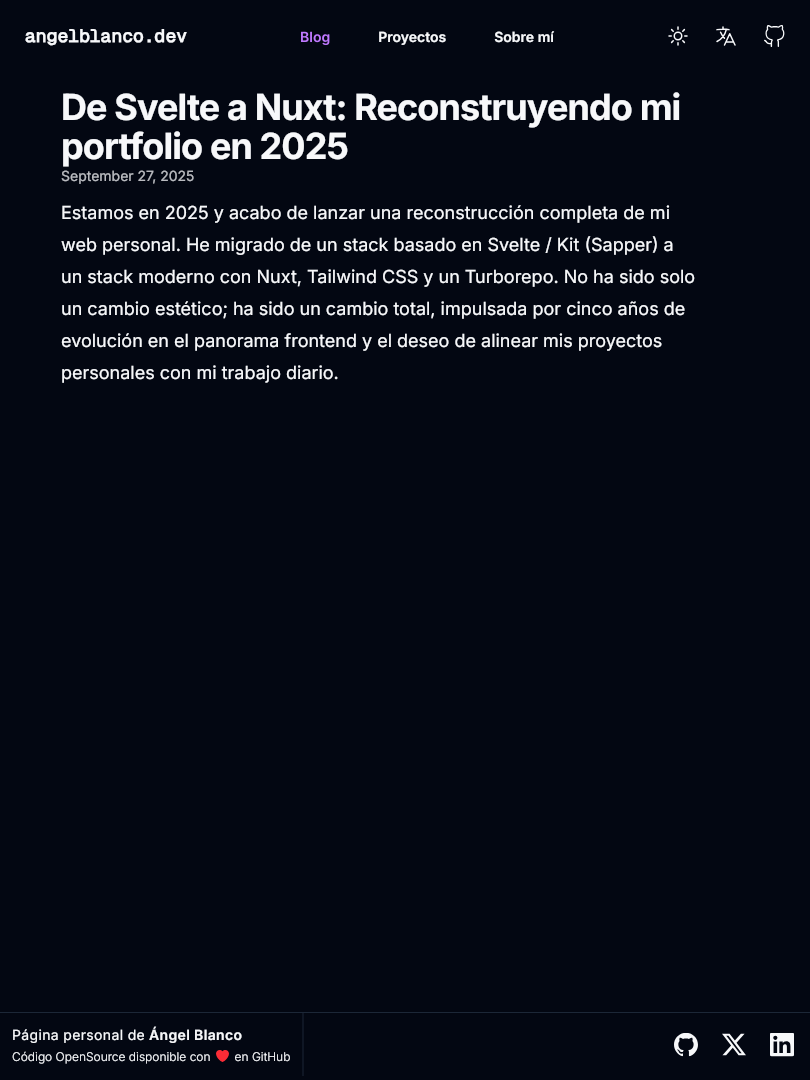 angelblanco.dev
Blog
Proyectos
Sobre mí
De Svelte a Nuxt: Reconstruyendo mi
portfolio en 2025
September 27, 2025
Estamos en 2025 y acabo de lanzar una reconstrucción completa de mi
web personal. He migrado de un stack basado en Svelte / Kit (Sapper) a
un stack moderno con Nuxt, Tailwind CSS y un Turborepo. No ha sido solo
un cambio estético; ha sido un cambio total, impulsada por cinco años de
evolución en el panorama frontend y el deseo de alinear mis proyectos
personales con mi trabajo diario.
Página personal de Ángel Blanco
Código OpenSource disponible con ❤️ en GitHub